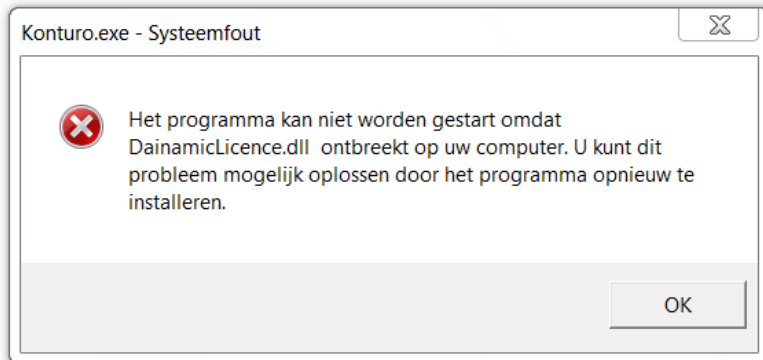 Konturo.exe - Systeemfout
Het programma kan niet worden gestart omdat
DainamicLicence.dll ontbreekt op uw computer. U kunt dit
probleem mogelijk oplossen door het programma opnieuw te
installeren.
OK